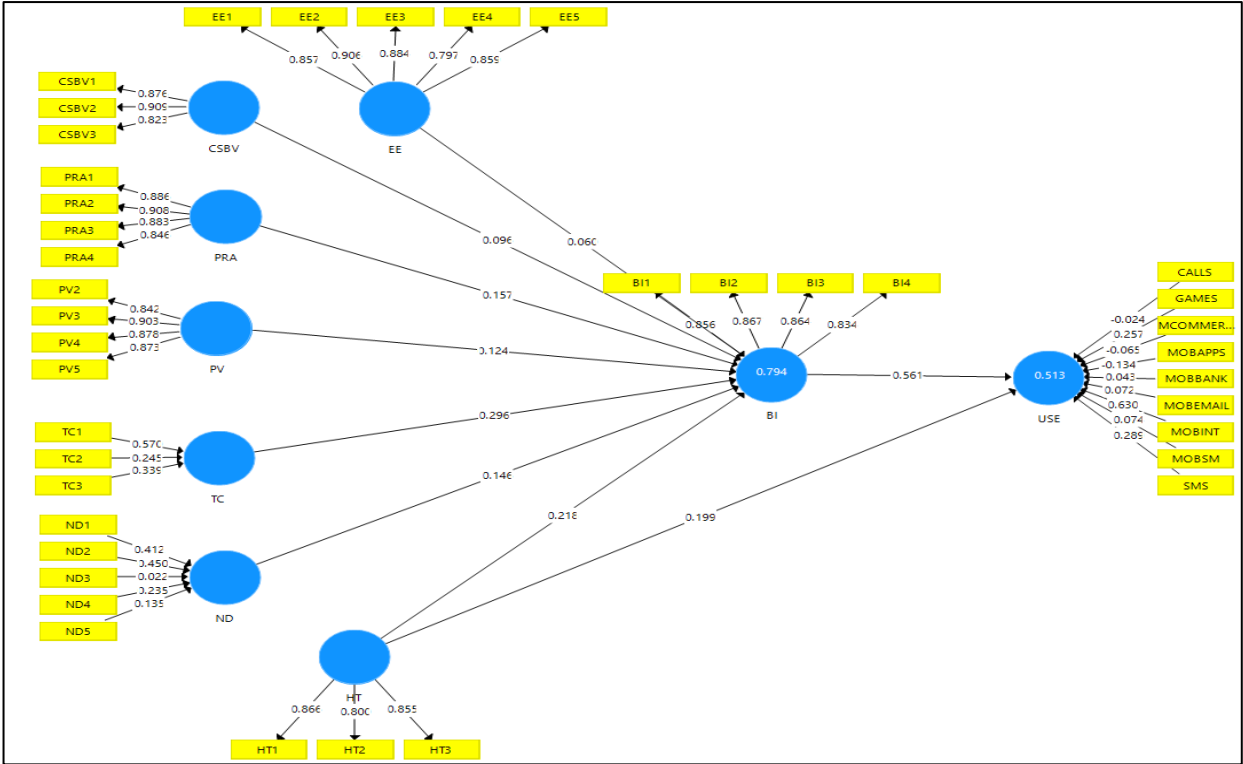 EE1
EE2
EE3
EE4
EE5
0.857
0.906
0.884
0.797
0.859
EE
CSBV1
CSBV2
CSBV3
0.876
0.909
0.823
CSBV
PRA1
PRA2
PRA3
PRA4
0.886
0.908
0.883
0.846
PRA
PV2
PV3
PV4
PV5
0.842
0.903
0.878
0.873
PV
TC1
TC2
TC3
0.570
0.245
0.339
TC
ND1
ND2
ND3
ND4
ND5
0.412
0.450
0.022
0.235
0.135
ND
HT
0.866
0.800
0.855
HT1
HT2
HT3
0.060
0.096
0.157
0.124
0.296
0.146
0.218
0.199
BI1
BI2
BI3
BI4
0.856
0.867
0.864
0.834
0.794
BI
0.561
0.513
USE
CALLS
GAMES
MCOMMER...
MOBAPPS
MOBBANK
MOBEMAIL
MOBINT
MOBSM
SMS
-0.024
0.257
-0.065
-0.134
0.043
0.072
0.630
0.074
0.289